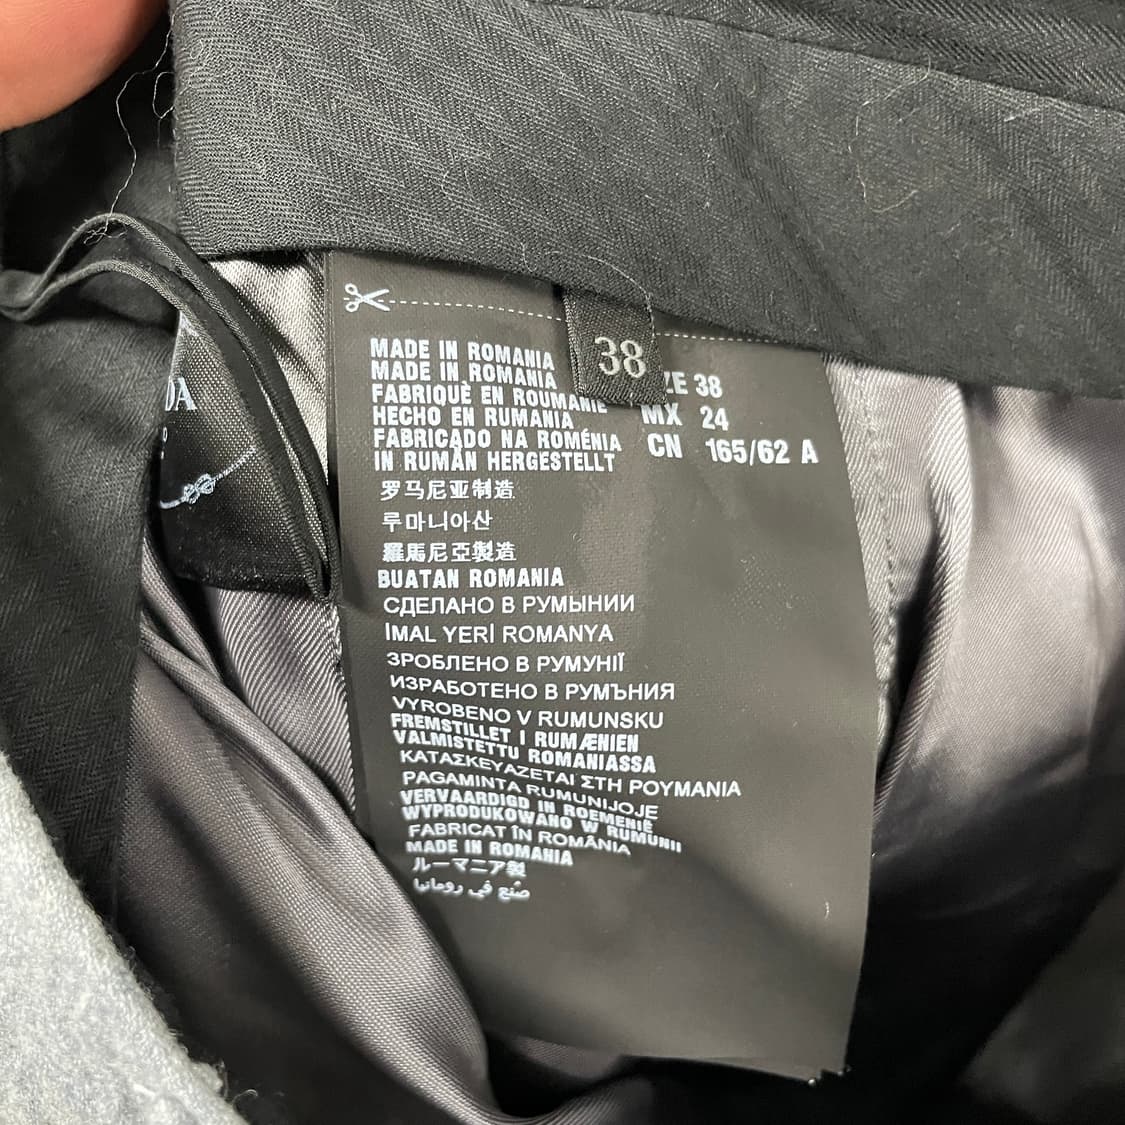 38
MADE IN ROMANIA
MADE IN ROMANIA
FABRIQUÈ EN ROUMANIE
HECHO EN RUMANIA
FABRICADO NA ROMÉNIA
IN RUMÄN HERGESTELLT
罗马尼亚制造
루마니아산
羅馬尼亞製造
BUATAN ROMANIA
СДЕЛАНО В РУМЫНИИ
İMAL YERİ ROMANYA
ЗРОБЛЕНО В РУМУНІЇ
ИЗРАБОТЕНО В РУМЪНИЯ
VYROBENO V RUMUNSKU
FREMSTILLET I RUMÆNIEN
VALMISTETTU ROMANIASSA
ΚΑΤΑΣΚΕΥΑΖΕΤΑΙ ΣΤΗ ΡΟΥΜΑΝΙΑ
PAGAMINTA RUMUNIJOJE
VERVAARDIGD IN ROEMENIË
WYPRODUKOWANO W RUMUNII
FABRICAT ÎN ROMÂNIA
MADE IN ROMANIA
ルーマニア製
صنع في رومانيا
ZE 38
MX 24
CN 165/62 A
DA